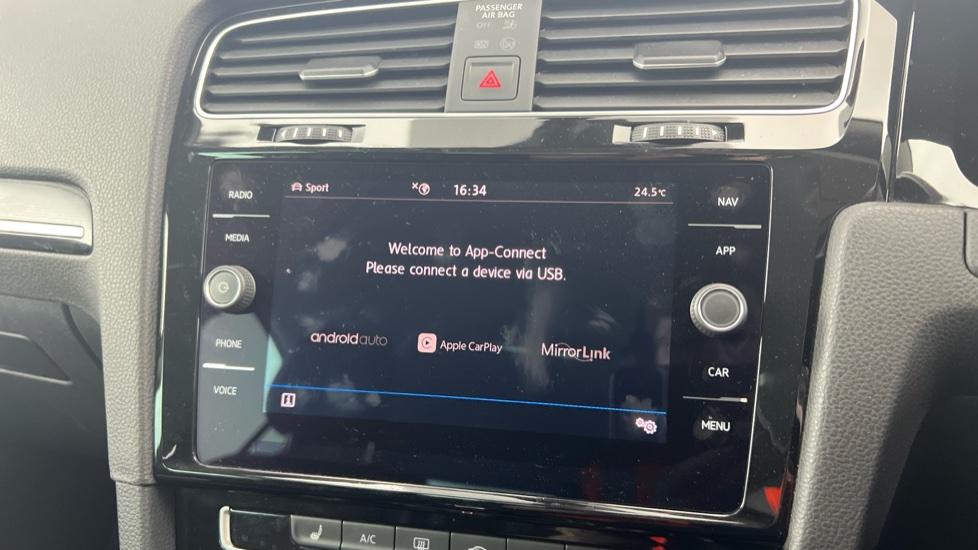 PASSENGER
AIR BAG
OFF
RADIO
MEDIA
PHONE
VOICE
Sport
16:34
24.5°C
Welcome to App-Connect
Please connect a device via USB.
androidauto
Apple CarPlay
MirrorLink
NAV
APP
CAR
MENU
A/C